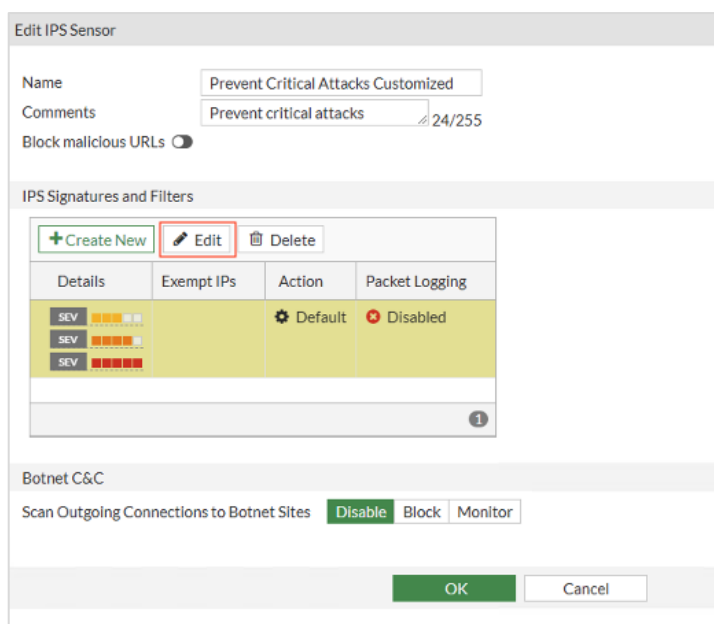 Edit IPS Sensor
Name Prevent Critical Attacks Customized
Comments Prevent critical attacks 24/255
Block malicious URLs
IPS Signatures and Filters
+Create New Edit Delete
Details Exempt IPs Action Packet Logging
SEV Default Disabled
SEV
SEV
1
Botnet C&C
Scan Outgoing Connections to Botnet Sites Disable Block Monitor
OK Cancel